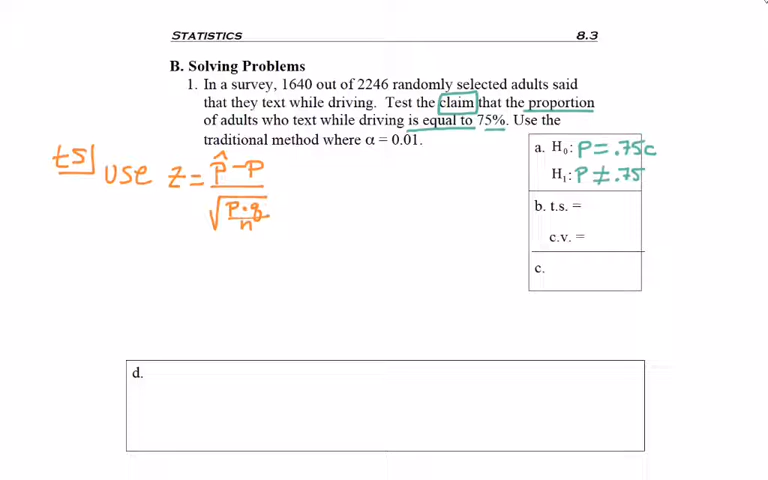 STATISTICS 8.3
B. Solving Problems
1. In a survey, 1640 out of 2246 randomly selected adults said
that they text while driving. Test the claim that the proportion
of adults who text while driving is equal to 75%. Use the
traditional method where α = 0.01.
a. H₀: P = .75 c
H₁: P ≠ .75
ts
use z = p̂ - p / √(p · q / n)
b. t.s. =
c.v. =
c.
d.